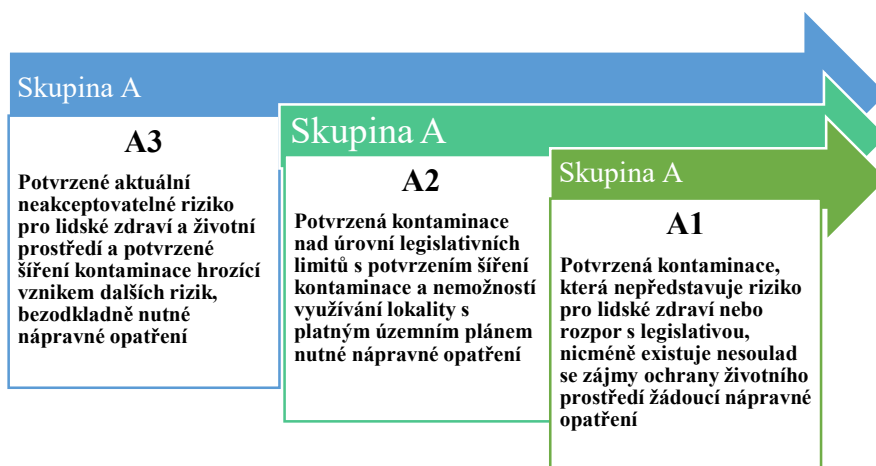 Skupina A
A3
Potvrzené aktuální
neakceptovatelné riziko
pro lidské zdraví a životní
prostředí a potvrzené
šíření kontaminace hrozící
vznikem dalších rizik,
bezodkladně nutné
nápravné opatření
Skupina A
A2
Potvrzená kontaminace
nad úrovní legislativních
limitů s potvrzením šíření
kontaminace a nemožností
využívání lokality s
platným územním plánem
nutné nápravné opatření
Skupina A
A1
Potvrzená kontaminace,
která nepředstavuje riziko
pro lidské zdraví nebo
rozpor s legislativou,
nicméně existuje nesoulad
se zájmy ochrany životního
prostředí žádoucí nápravné
opatření